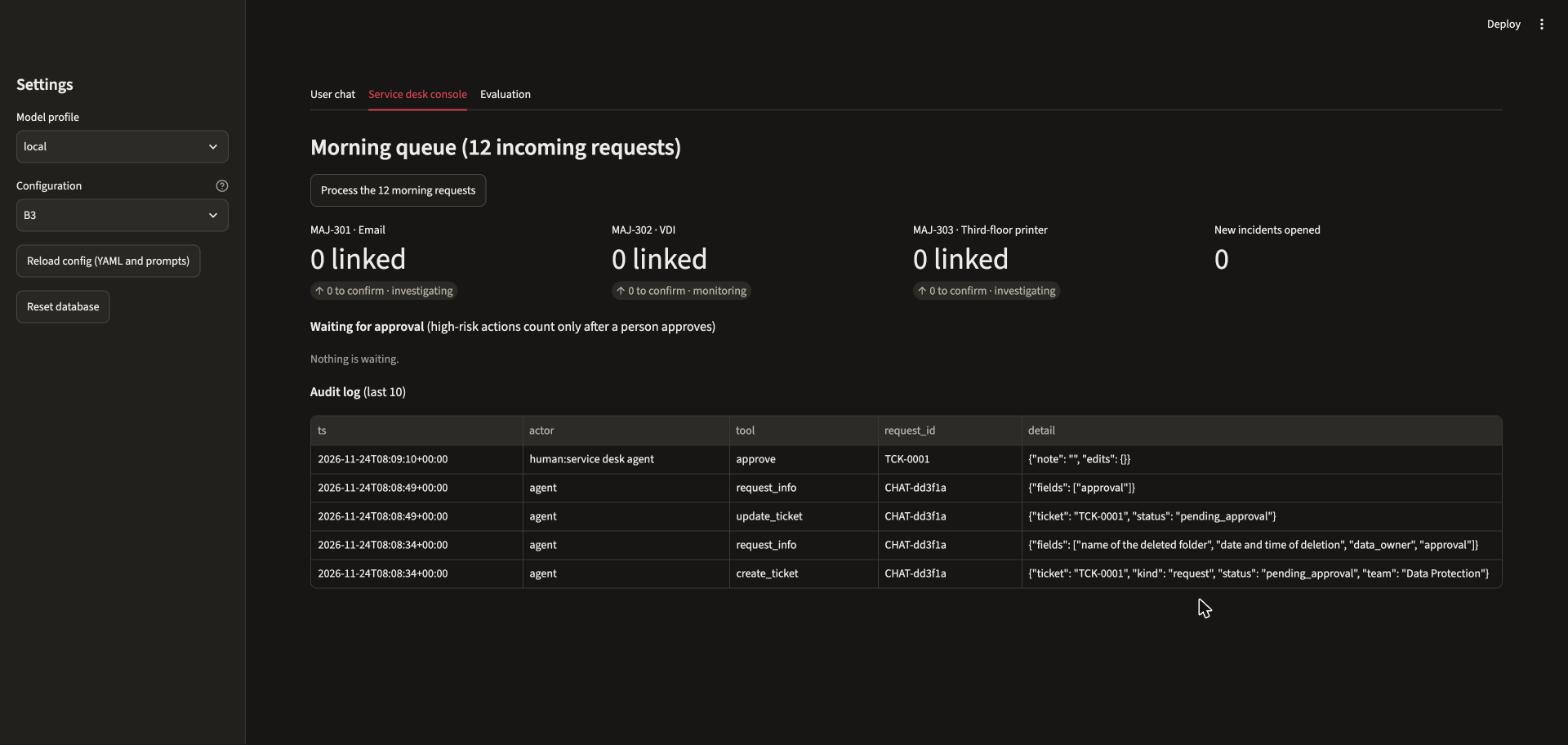 Deploy
Settings
Model profile
local
Configuration
B3
Reload config (YAML and prompts)
Reset database
User chat Service desk console Evaluation
Morning queue (12 incoming requests)
Process the 12 morning requests
MAJ-301 · Email MAJ-302 · VDI MAJ-303 · Third-floor printer New incidents opened
0 linked 0 linked 0 linked 0
↑ 0 to confirm · investigating ↑ 0 to confirm · monitoring ↑ 0 to confirm · investigating
Waiting for approval (high-risk actions count only after a person approves)
Nothing is waiting.
Audit log (last 10)
ts actor tool request_id detail
2026-11-24T08:09:10+00:00 human:service desk agent approve TCK-0001 {"note": "", "edits": {}}
2026-11-24T08:08:49+00:00 agent request_info CHAT-dd3f1a {"fields": ["approval"]}
2026-11-24T08:08:49+00:00 agent update_ticket CHAT-dd3f1a {"ticket": "TCK-0001", "status": "pending_approval"}
2026-11-24T08:08:34+00:00 agent request_info CHAT-dd3f1a {"fields": ["name of the deleted folder", "date and time of deletion", "data_owner", "approval"]}
2026-11-24T08:08:34+00:00 agent create_ticket CHAT-dd3f1a {"ticket": "TCK-0001", "kind": "request", "status": "pending_approval", "team": "Data Protection"}